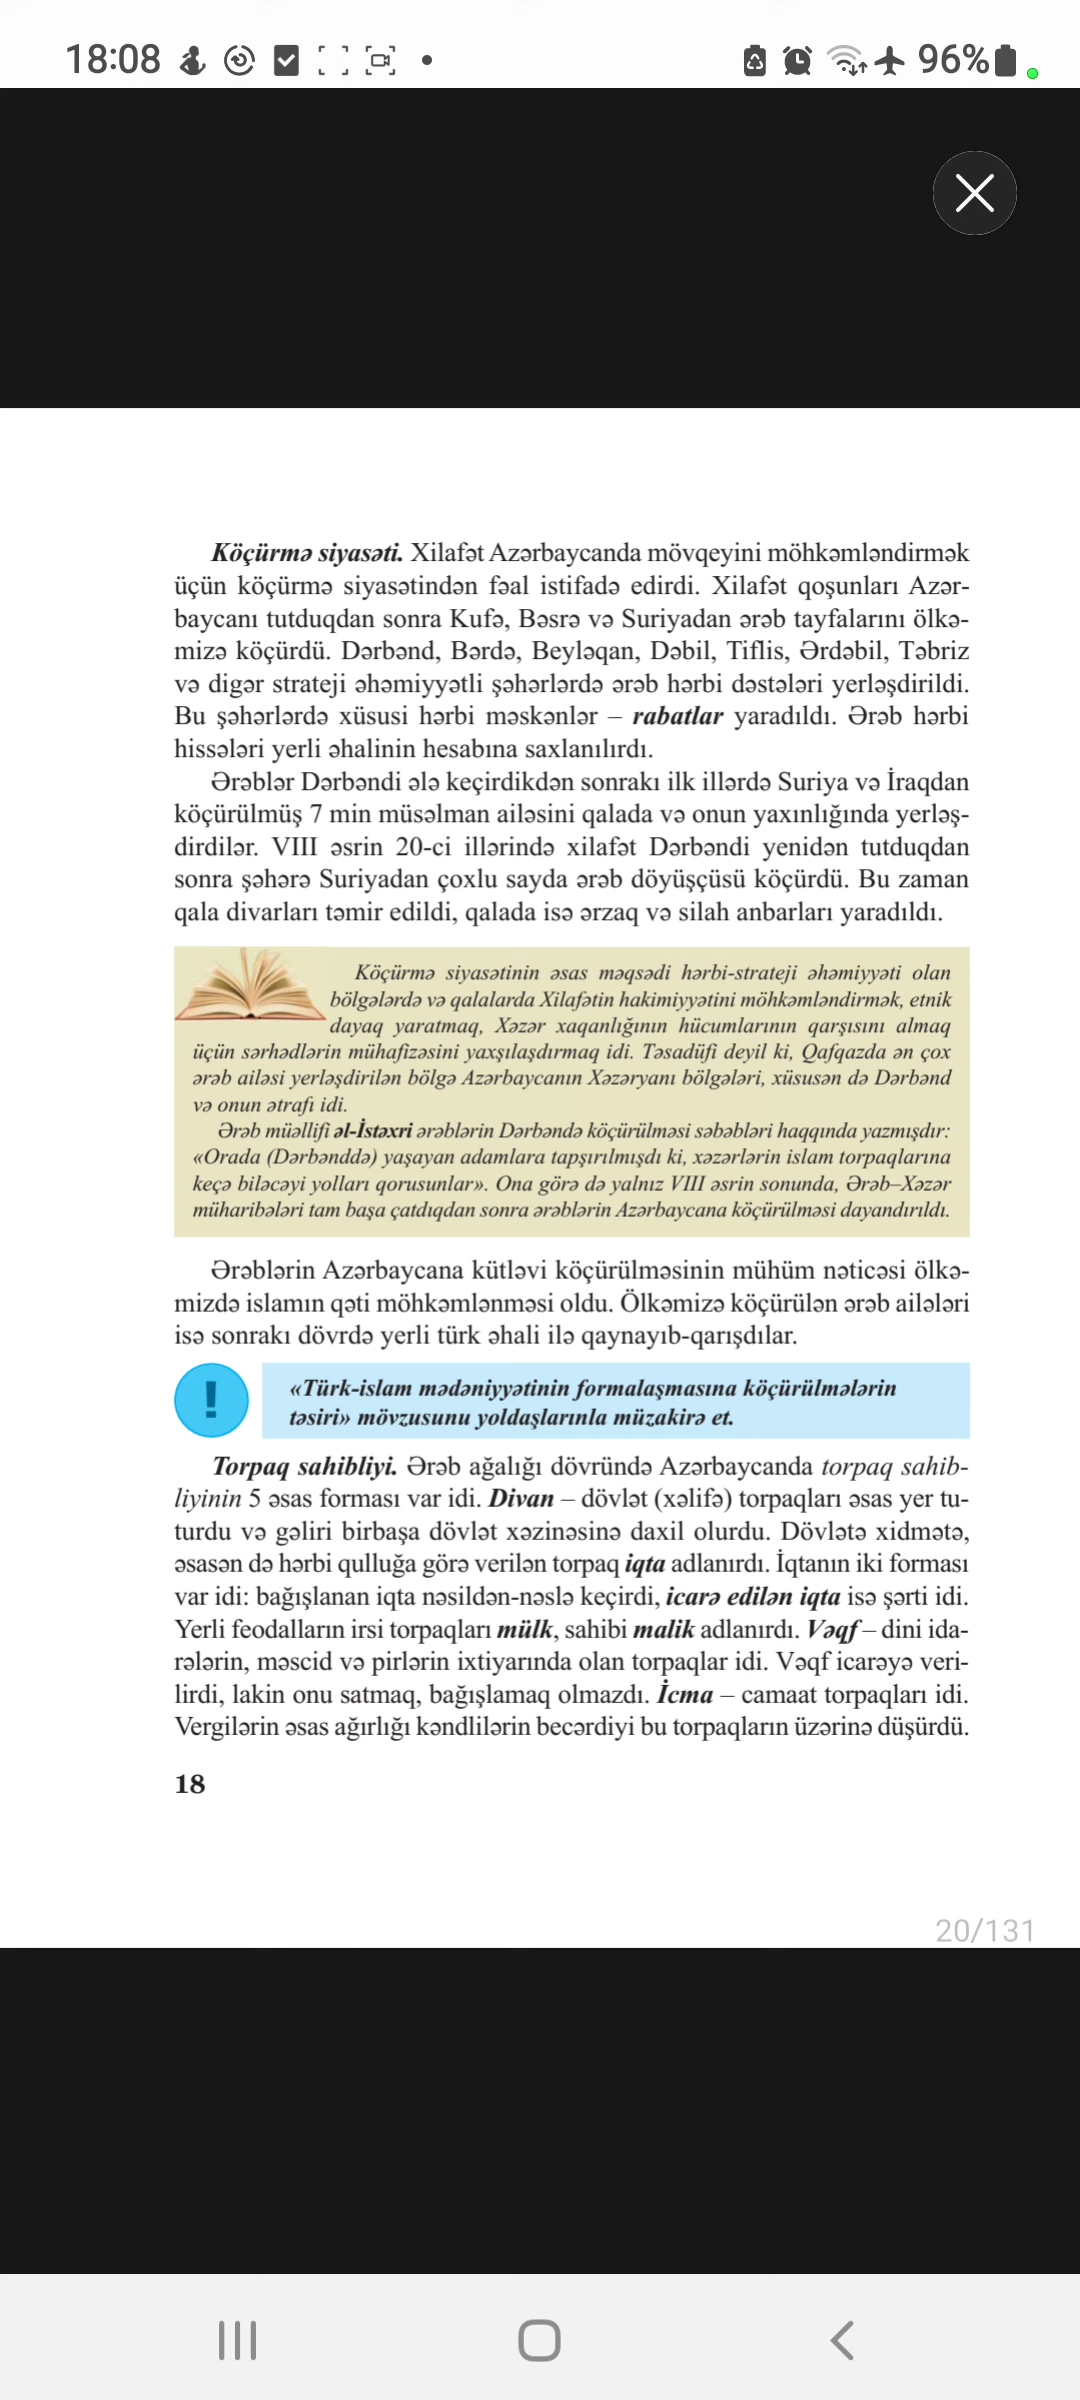 18:08
96%
Köçürmə siyasəti. Xilafət Azərbaycanda mövqeyini möhkəmləndirmək
üçün köçürmə siyasətindən fəal istifadə edirdi. Xilafət qoşunları Azər-
baycanı tutduqdan sonra Kufə, Bəsrə və Suriyadan ərəb tayfalarını ölkə-
mizə köçürdü. Dərbənd, Bərdə, Beyləqan, Dəbil, Tiflis, Ərdəbil, Təbriz
və digər strateji əhəmiyyətli şəhərlərdə ərəb hərbi dəstələri yerləşdirildi.
Bu şəhərlərdə xüsusi hərbi məskənlər – rabatlar yaradıldı. Ərəb hərbi
hissələri yerli əhalinin hesabına saxlanılırdı.
Ərəblər Dərbəndi ələ keçirdikdən sonrakı ilk illərdə Suriya və İraqdan
köçürülmüş 7 min müsəlman ailəsini qalada və onun yaxınlığında yerləş-
dirdilər. VIII əsrin 20-ci illərində xilafət Dərbəndi yenidən tutduqdan
sonra şəhərə Suriyadan çoxlu sayda ərəb döyüşçüsü köçürdü. Bu zaman
qala divarları təmir edildi, qalada isə ərzaq və silah anbarları yaradıldı.
Köçürmə siyasətinin əsas məqsədi hərbi-strateji əhəmiyyəti olan
bölgələrdə və qalalarda Xilafətin hakimiyyətini möhkəmləndirmək, etnik
dayaq yaratmaq, Xəzər xaqanlığının hücumlarının qarşısını almaq
üçün sərhədlərin mühafizəsini yaxşılaşdırmaq idi. Təsadüfi deyil ki, Qafqazda ən çox
ərəb ailəsi yerləşdirilən bölgə Azərbaycanın Xəzəryanı bölgələri, xüsusən də Dərbənd
və onun ətrafı idi.
Ərəb müəllifi əl-İstəxri ərəblərin Dərbəndə köçürülməsi səbəbləri haqqında yazmışdır:
«Orada (Dərbənddə) yaşayan adamlara tapşırılmışdı ki, xəzərlərin islam torpaqlarına
keçə biləcəyi yolları qorusunlar». Ona görə də yalnız VIII əsrin sonunda, Ərəb–Xəzər
müharibələri tam başa çatdıqdan sonra ərəblərin Azərbaycana köçürülməsi dayandırıldı.
Ərəblərin Azərbaycana kütləvi köçürülməsinin mühüm nəticəsi ölkə-
mizdə islamın qəti möhkəmlənməsi oldu. Ölkəmizə köçürülən ərəb ailələri
isə sonrakı dövrdə yerli türk əhali ilə qaynayıb-qarışdılar.
!
«Türk-islam mədəniyyətinin formalaşmasına köçürülmələrin
təsiri» mövzusunu yoldaşlarınla müzakirə et.
Torpaq sahibliyi. Ərəb ağalığı dövründə Azərbaycanda torpaq sahib-
liyinin 5 əsas forması var idi. Divan – dövlət (xəlifə) torpaqları əsas yer tu-
turdu və gəliri birbaşa dövlət xəzinəsinə daxil olurdu. Dövlətə xidmətə,
əsasən də hərbi qulluğa görə verilən torpaq iqta adlanırdı. İqtanın iki forması
var idi: bağışlanan iqta nəsildən-nəslə keçirdi, icarə edilən iqta isə şərti idi.
Yerli feodalların irsi torpaqları mülk, sahibi malik adlanırdı. Vəqf – dini ida-
rələrin, məscid və pirlərin ixtiyarında olan torpaqlar idi. Vəqf icarəyə veri-
lirdi, lakin onu satmaq, bağışlamaq olmazdı. İcma – camaat torpaqları idi.
Vergilərin əsas ağırlığı kəndlilərin becərdiyi bu torpaqların üzərinə düşürdü.
18
20/131